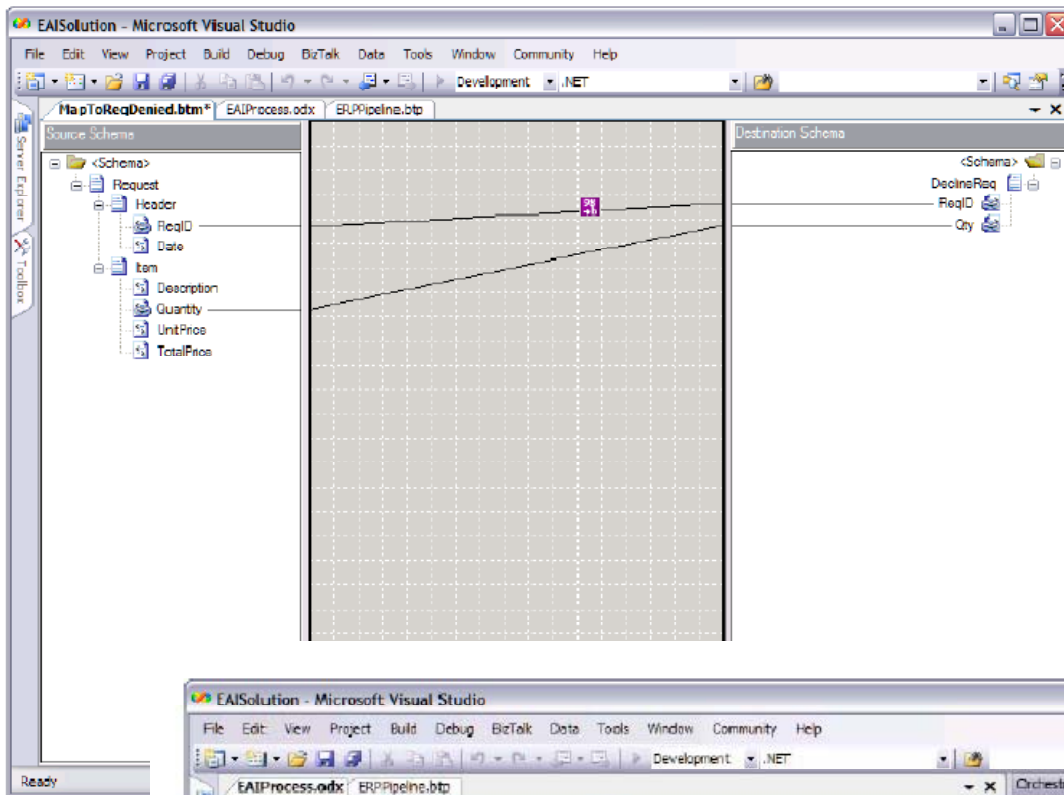 EAISolution - Microsoft Visual Studio
File Edit View Project Build Debug BizTalk Data Tools Window Community Help
Development .NET
MapToReqDenied.btm* EAIProcess.odx ERPPipeline.btp
Server Explorer
Toolbox
Source Schema
<Schema>
Request
Header
ReqID
Date
Item
Description
Quantity
UnitPrice
TotalPrice
Destination Schema
<Schema>
DeclineReq
ReqID
Qty
Ready
EAISolution - Microsoft Visual Studio
File Edit View Project Build Debug BizTalk Data Tools Window Community Help
Development .NET
EAIProcess.odx ERPPipeline.btp
Orchest